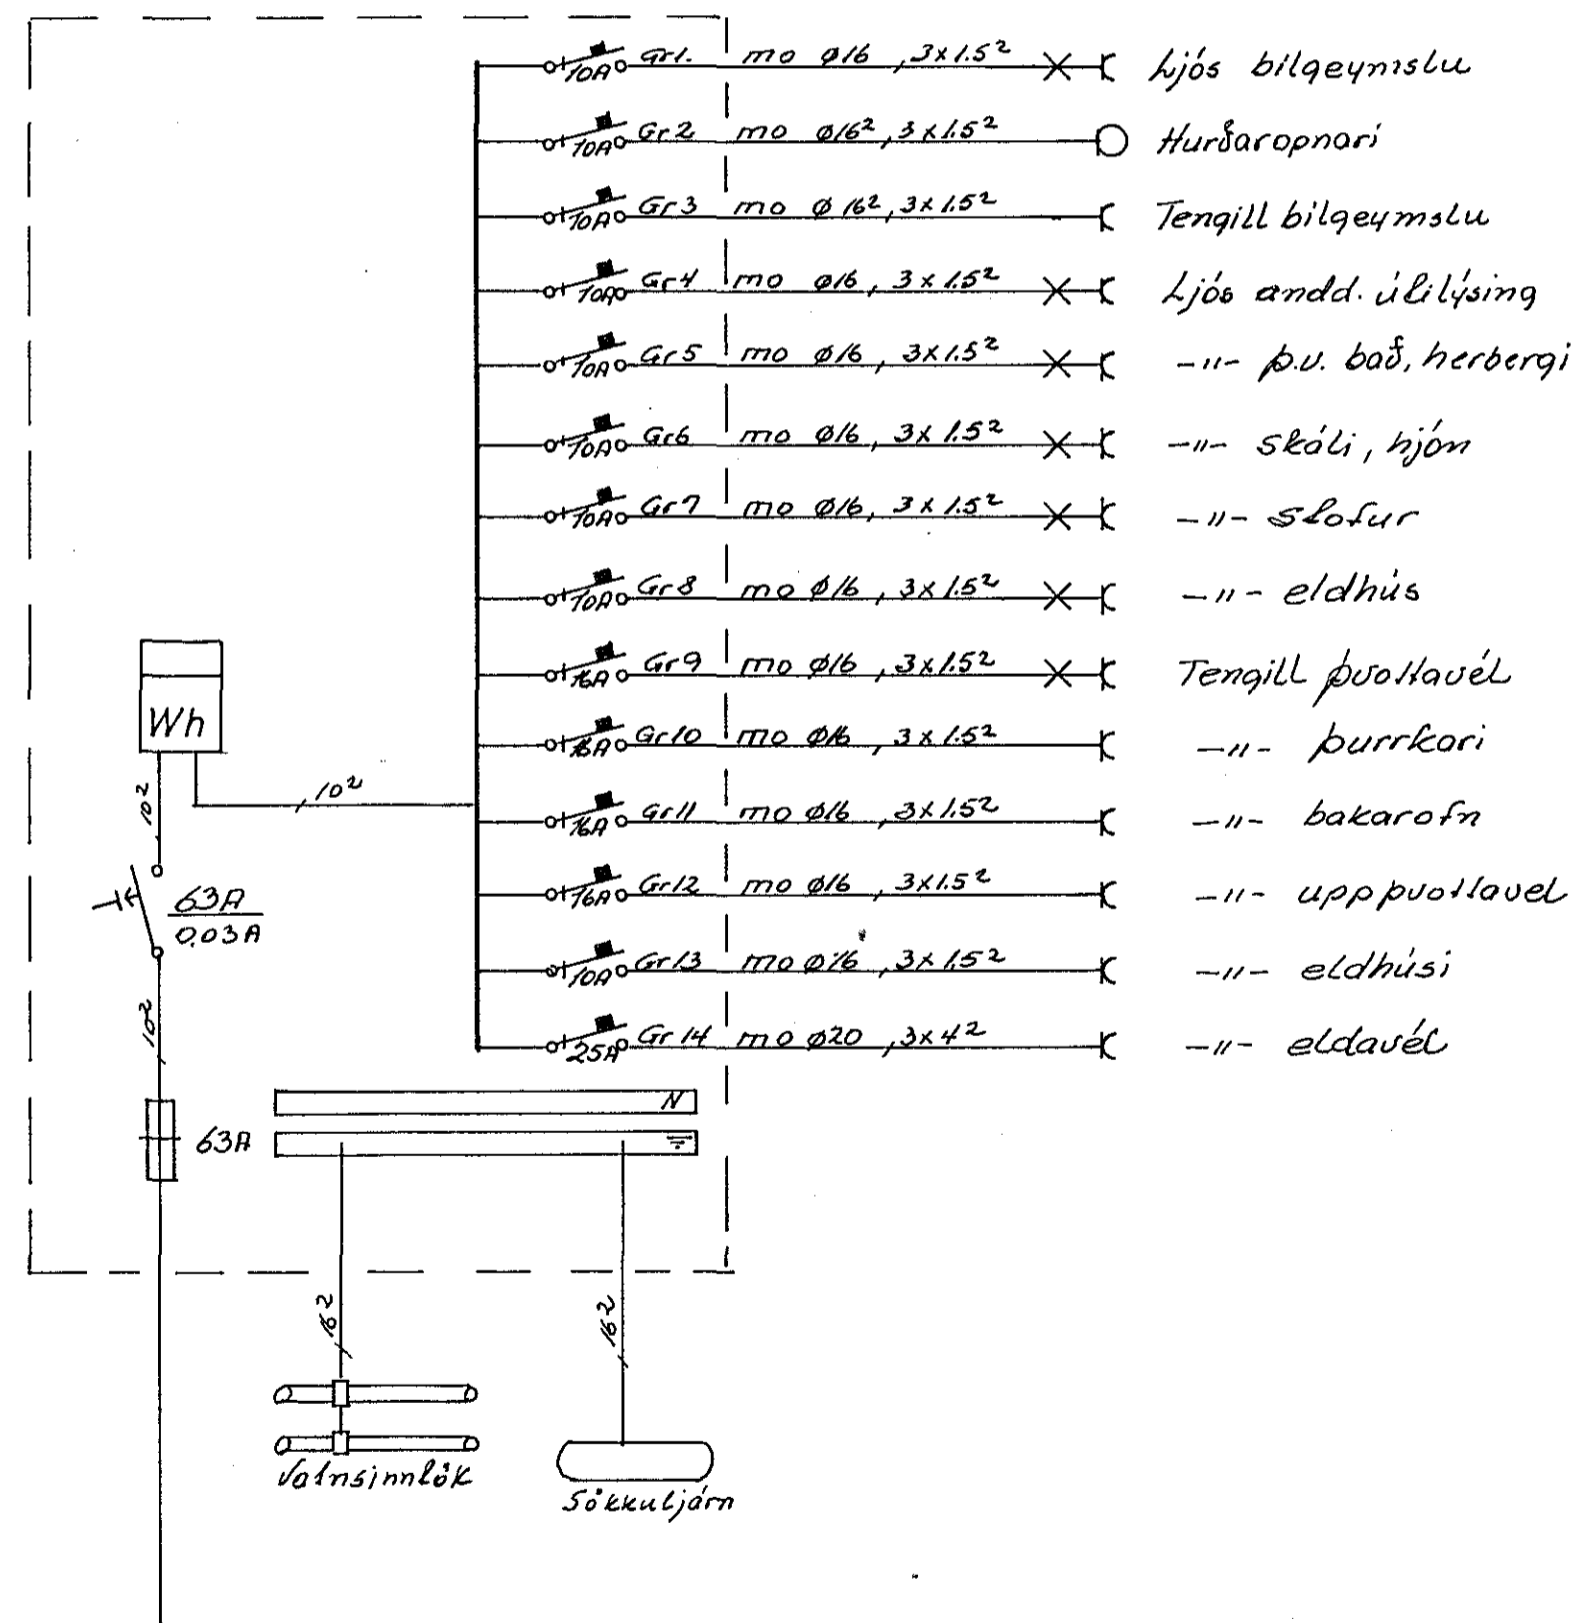 10A Gr1. mo ø16, 3x1.5² Ljós bílgeymslu
10A Gr2 mo ø16², 3x1.5² Hurðaropnari
10A Gr3 mo ø16², 3x1.5² Tengill bílgeymslu
10A Gr4 mo ø16, 3x1.5² Ljós andd. útilýsing
10A Gr5 mo ø16, 3x1.5² -"- þ.v. bað, herbergi
10A Gr6 mo ø16, 3x1.5² -"- skáli, hjón
10A Gr7 mo ø16, 3x1.5² -"- stofur
10A Gr8 mo ø16, 3x1.5² -"- eldhús
16A Gr9 mo ø16, 3x1.5² Tengill þvottavél
Wh
16A Gr10 mo ø16, 3x1.5² -"- þurrkari
10² 10²
16A Gr11 mo ø16, 3x1.5² -"- bakarofn
16A Gr12 mo ø16, 3x1.5² -"- uppþvottavel
63A
0.03A
10A Gr13 mo ø16, 3x1.5² -"- eldhúsi
10²
25A Gr14 mo ø20, 3x4² -"- eldavél
N
63A
16² 16²
Vatnsinntök
Sökkuljárn